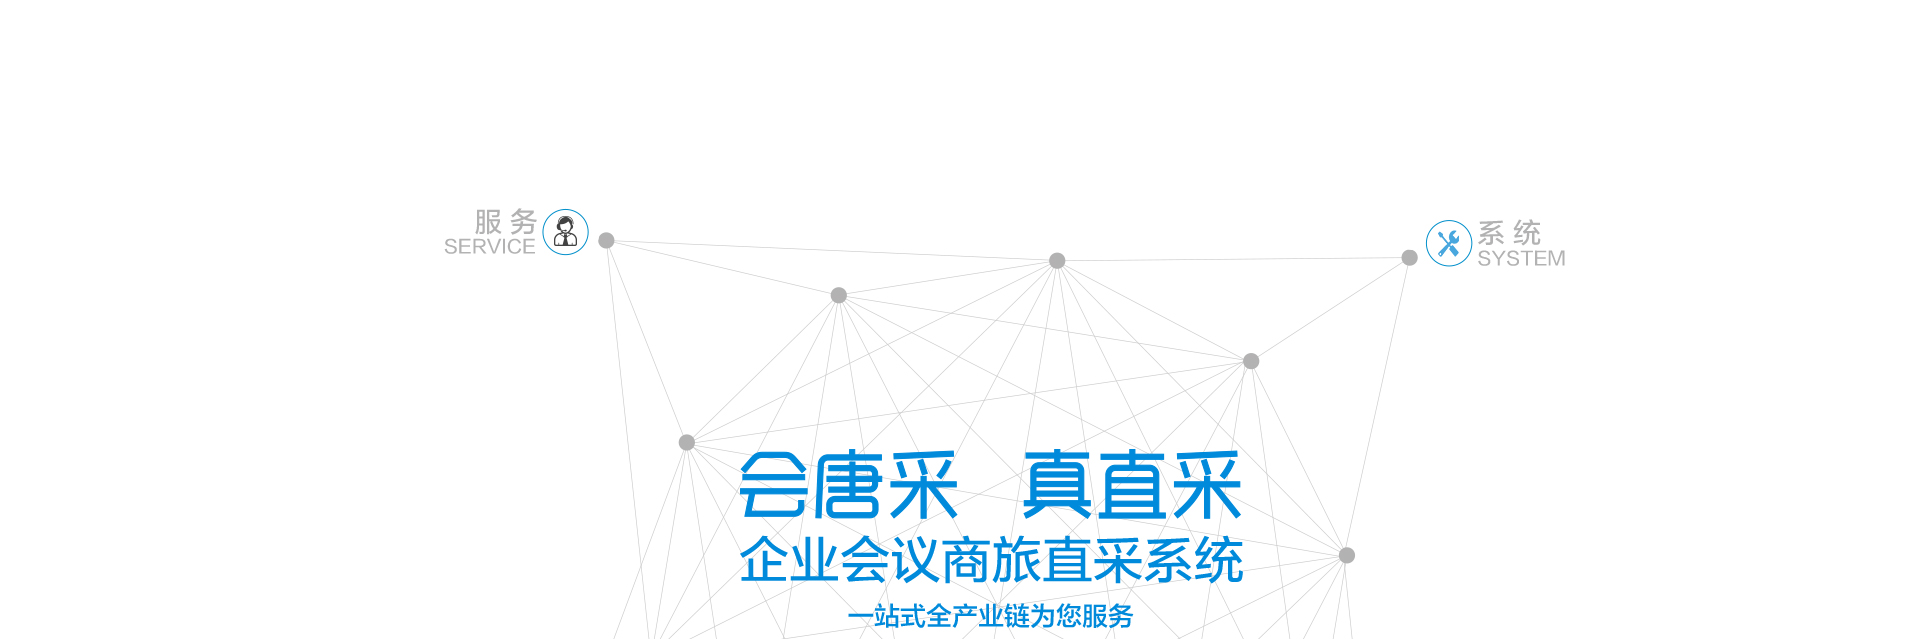 服务
SERVICE
系统
SYSTEM
会唐采 真直采
企业会议商旅直采系统
一站式全产业链为您服务